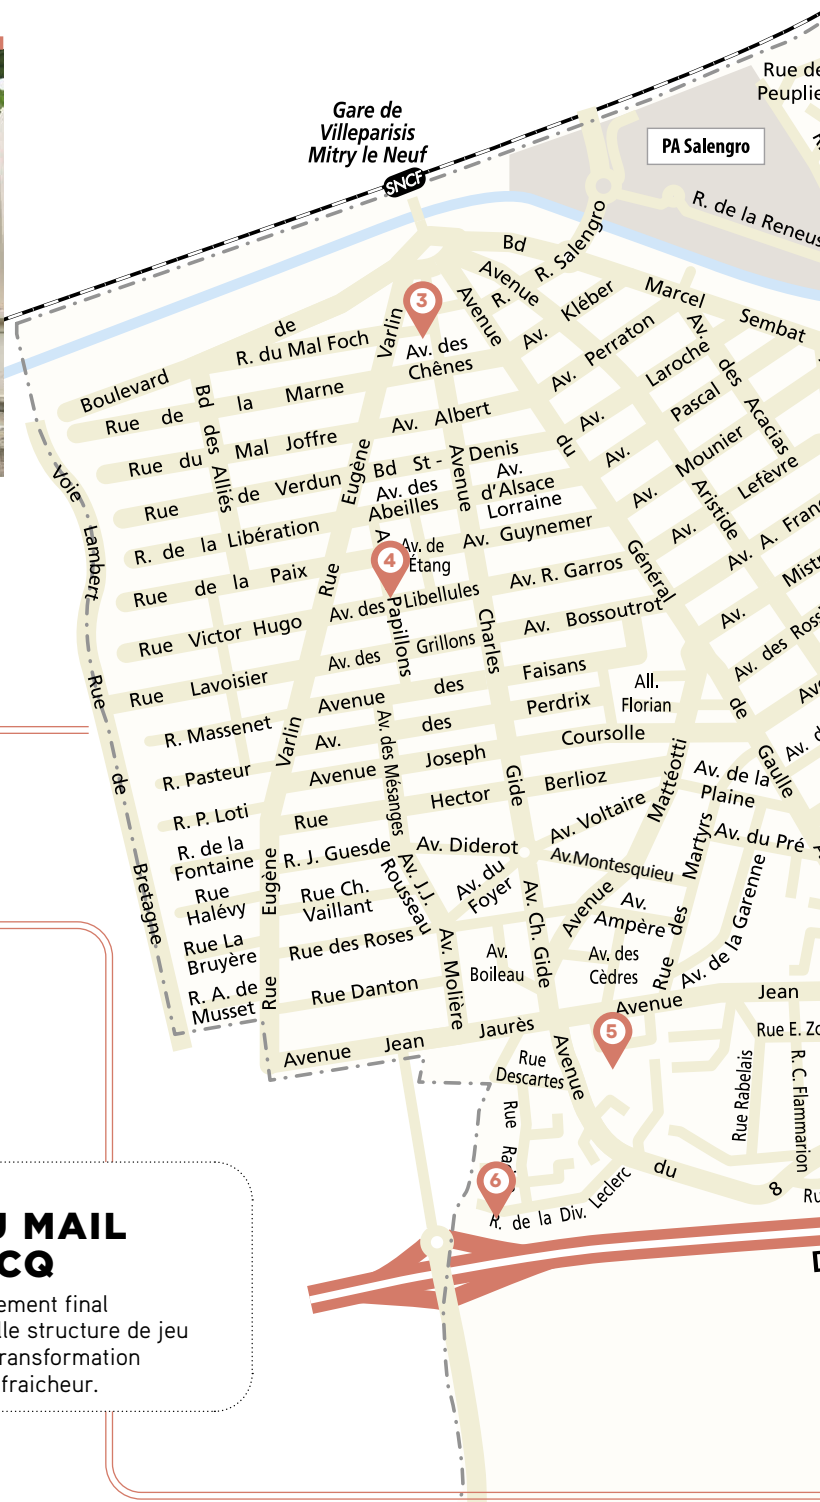 Gare de
Villeparisis
Mitry le Neuf
SNCF
PA Salengro
Rue de
R. de la Reneus
Bd
Marcel
Sembat
R. Salengro
Avenue
R.
Avenue
Av. Kléber
Av. Perraton
Av.
Laroche
Av. des Acacias
Pascal
Av.
Mounier
Av.
Aristide
Lefèvre
Av.
Av. A. Fran
Mistr
Av.
Av. des Ross
3
Varlin
Boulevard de
R. du Mal Foch
Av. des
Chênes
Rue de la Marne
Bd des Alliés
Av. Albert
Rue du Mal Joffre
Eugène
Bd St - Denis
Avenue
Av.
d'Alsace
Lorraine
du
Rue de Verdun
Av. des
Abeilles
Voie Lambert
R. de la Libération
Av. Guynemer
4
Av. de
Étang
Général
Rue de la Paix
Rue
Av. R. Garros
Av. des Libellules
Papillons
Charles
Av. Bossoutrot
Rue Victor Hugo
Av. des Grillons
Rue Lavoisier
Avenue des Faisans
All.
Florian
de
Rue
Av. des Perdrix
R. Massenet
Varlin
Av. des Mésanges
Avenue Joseph Coursolle
Gaulle
de
R. Pasteur
Gide
Rue Hector Berlioz
Mattéotti
Av. de la
Plaine
R. P. Loti
Av. Voltaire
Martyrs
Av. du Pré
R. de la
Fontaine
R. J. Guesde
Av. Diderot
Av.Montesquieu
Bretagne
Rue
Halévy
Eugène
Rue Ch.
Vaillant
Av. J.J.
Rousseau
Av. du
Foyer
Av. Ch. Gide
Avenue
Av.
Ampère
des
Av. de la Garenne
Rue La
Bruyère
Rue des Roses
Av. Molière
Av.
Boileau
Av. des
Cèdres
Rue
R. A. de
Musset
Rue
Rue Danton
Avenue Jean
Avenue Jean Jaurès
5
Rue E. Zo
Rue
Descartes
Avenue
Rue Rabelais
R. C. Flammarion
Rue
du
8
Ru
6
R. de la Div. Leclerc
MAIL
CQ
ement final
lle structure de jeu
ransformation
fraicheur.